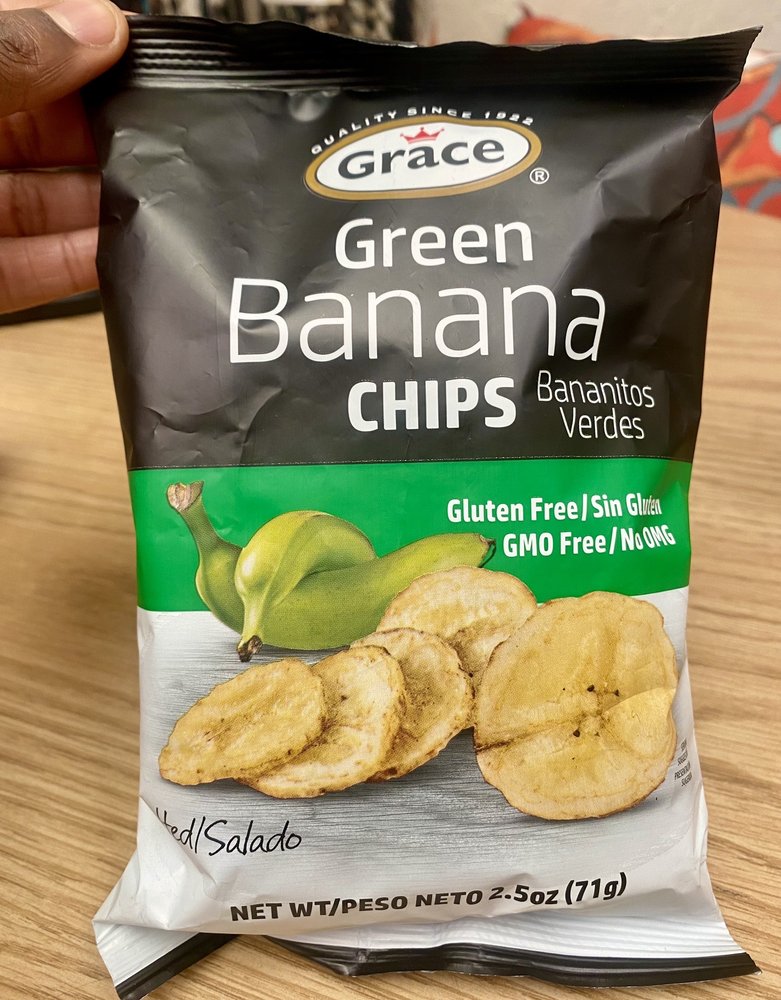 QUALITY SINCE 1922
Grace
®
Green
Banana
CHIPS
Bananitos
Verdes
Gluten Free/Sin Gluten
GMO Free/No OMG
/Salado
NET WT/PESO NETO 2.5oz (71g)